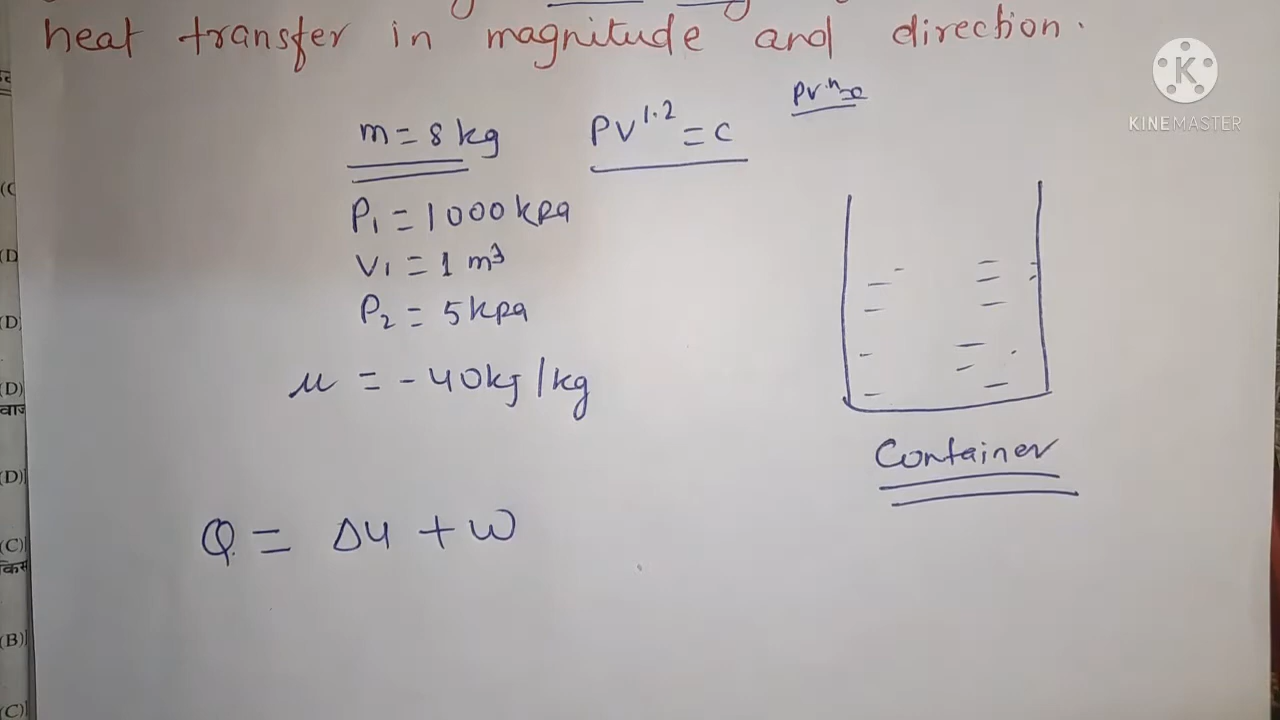 heat transfer in magnitude and direction.
KINEMASTER
m = 8 kg PV^1.2 = C PV^n=c
P₁ = 1000 kpa
V₁ = 1 m³
P₂ = 5 kpa
u = -40 kj/kg
Container
Q = Δu + W
(D
(D
(D)
(D)
(C)
(B)
(C)